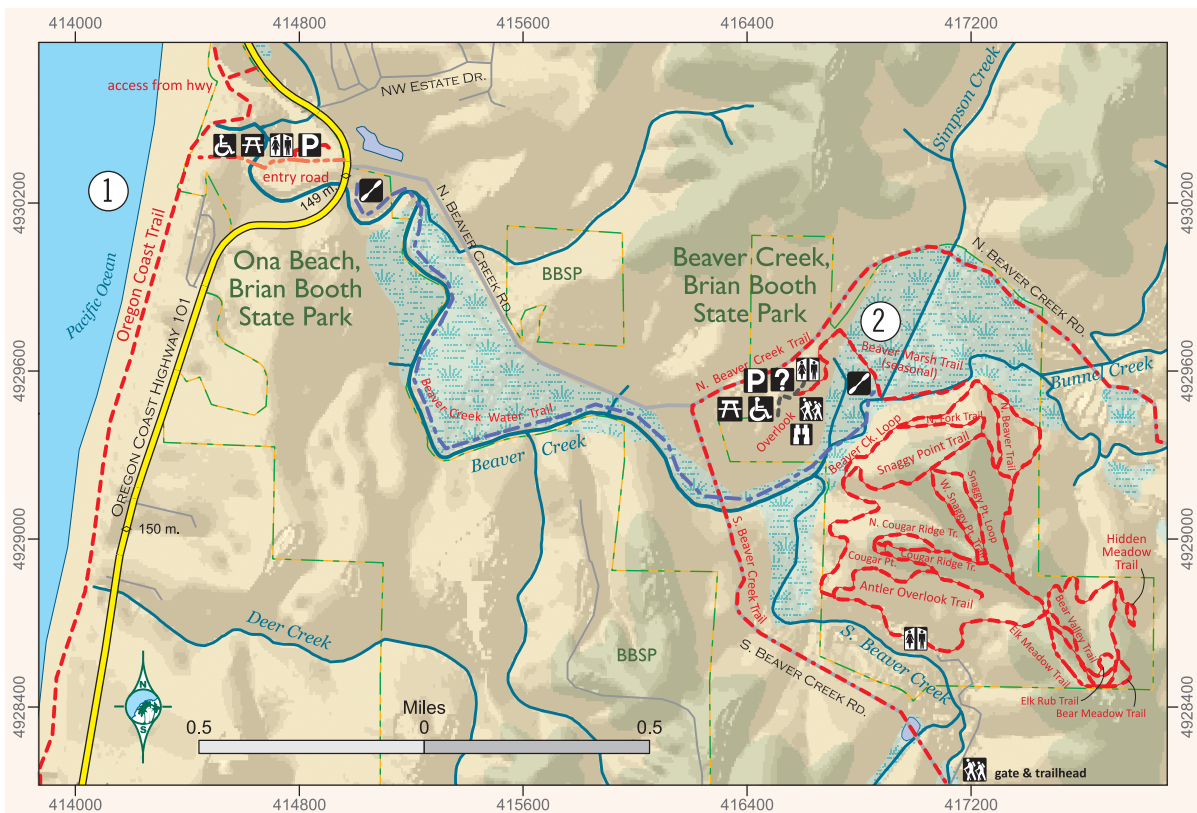 414000
414800
415600
416400
417200
4930200
4929600
4929000
4928400
4930200
4929600
4929000
4928400
access from hwy
NW ESTATE DR.
Simpson Creek
P
entry road
149 m.
1
Oregon Coast Trail
Pacific Ocean
N. BEAVER CREEK RD.
Ona Beach,
Brian Booth
State Park
BBSP
Beaver Creek,
Brian Booth
State Park
N. BEAVER CREEK RD.
2
OREGON COAST HIGHWAY 101
N. Beaver Creek Trail
Beaver Marsh Trail
(seasonal)
Bunnel Creek
P ?
Overlook
Beaver Creek Water Trail
Beaver Creek
Beaver Ck. Loop
N. Fork Trail
N. Beaver Trail
Snaggy Point Trail
Snaggy Pt. Loop
W. Snaggy Pt. Trail
150 m.
S. Beaver Creek Trail
N. Cougar Ridge Tr.
Cougar Pt.
Cougar Ridge Tr.
Antler Overlook Trail
Hidden
Meadow
Trail
Bear Valley Trail
Elk Meadow Trail
Deer Creek
BBSP
S. BEAVER CREEK RD.
S. Beaver Creek
Elk Rub Trail
Bear Meadow Trail
N
S
Miles
0.5
0
0.5
gate & trailhead
414000
414800
415600
416400
417200